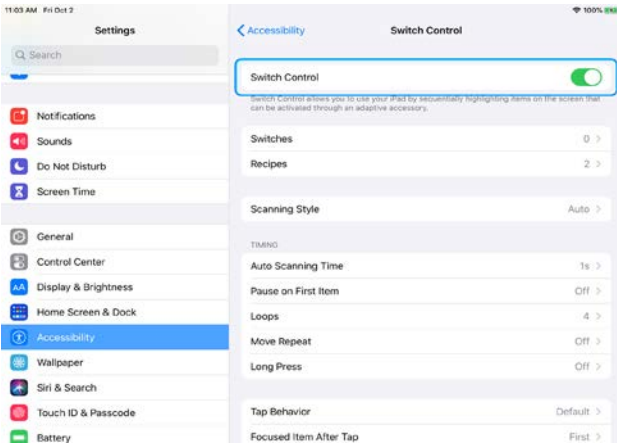 11:03 AM Fri Oct 2
100%
Settings
Search
Notifications
Sounds
Do Not Disturb
Screen Time
General
Control Center
AA Display & Brightness
Home Screen & Dock
Accessibility
Wallpaper
Siri & Search
Touch ID & Passcode
Battery
Accessibility
Switch Control
Switch Control
Switch Control allows you to use your iPad by sequentially highlighting items on the screen that
can be activated through an adaptive accessory.
Switches 0
Recipes 2
Scanning Style Auto
TIMING
Auto Scanning Time 1s
Pause on First Item Off
Loops 4
Move Repeat Off
Long Press Off
Tap Behavior Default
Focused Item After Tap First